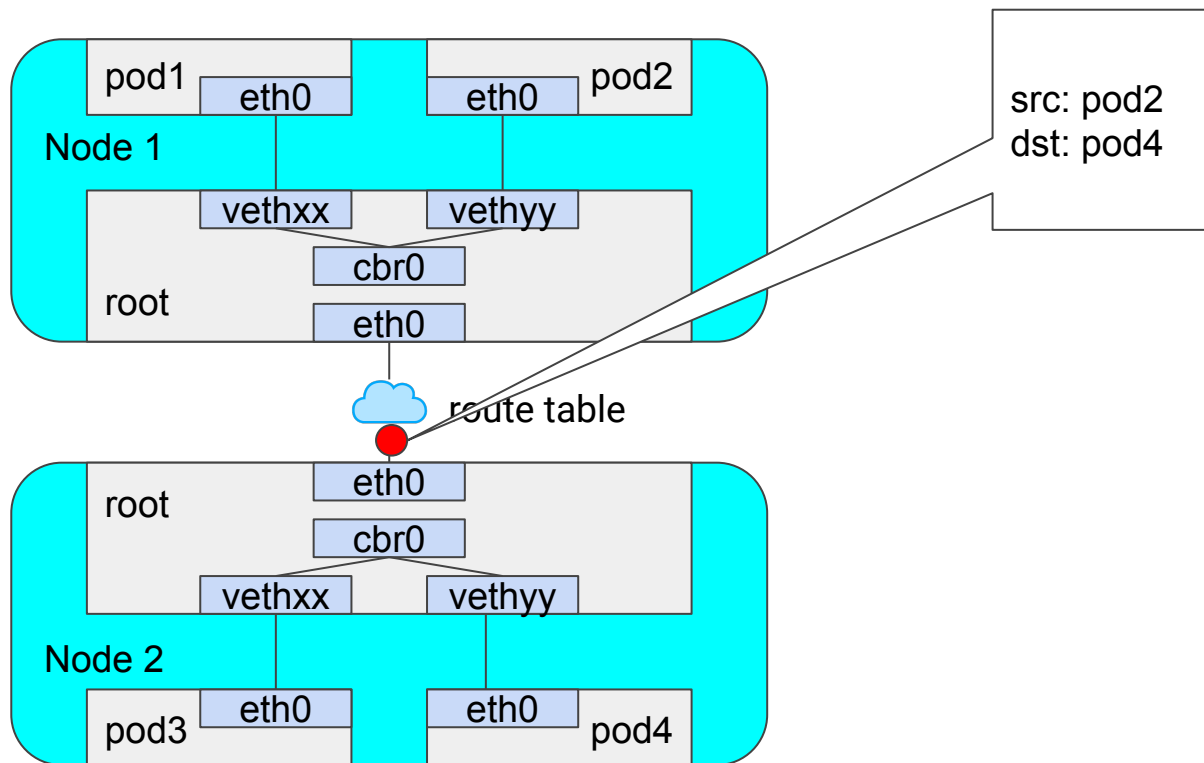 pod1
eth0
eth0
pod2
src: pod2
dst: pod4
Node 1
vethxx
vethyy
cbr0
root
eth0
route table
eth0
root
cbr0
vethxx
vethyy
Node 2
eth0
eth0
pod3
pod4